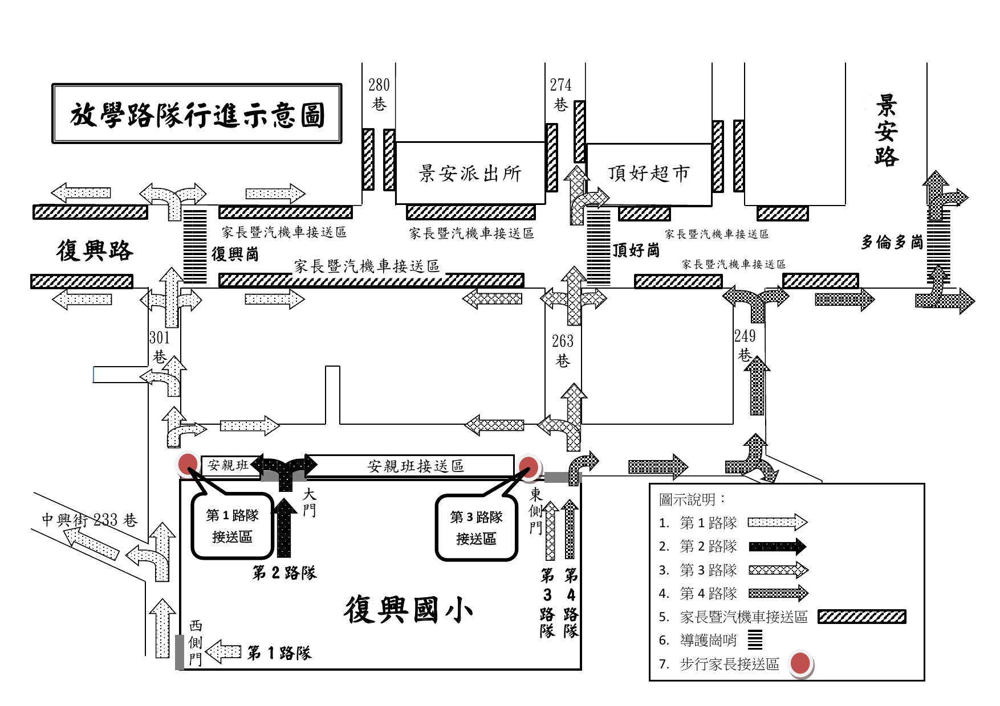 放學路隊行進示意圖
280
巷
274
巷
景安路
景安派出所
頂好超市
家長暨汽機車接送區
家長暨汽機車接送區
家長暨汽機車接送區
復興路
復興崗
頂好崗
多倫多崗
家長暨汽機車接送區
家長暨汽機車接送區
301
巷
263
巷
249
巷
安親班
安親班接送區
大門
東側門
第1路隊
接送區
第3路隊
接送區
中興街233巷
第2路隊
第3路隊
第4路隊
復興國小
西側門
第1路隊
圖示說明：
1. 第1路隊
2. 第2路隊
3. 第3路隊
4. 第4路隊
5. 家長暨汽機車接送區
6. 導護崗哨
7. 步行家長接送區